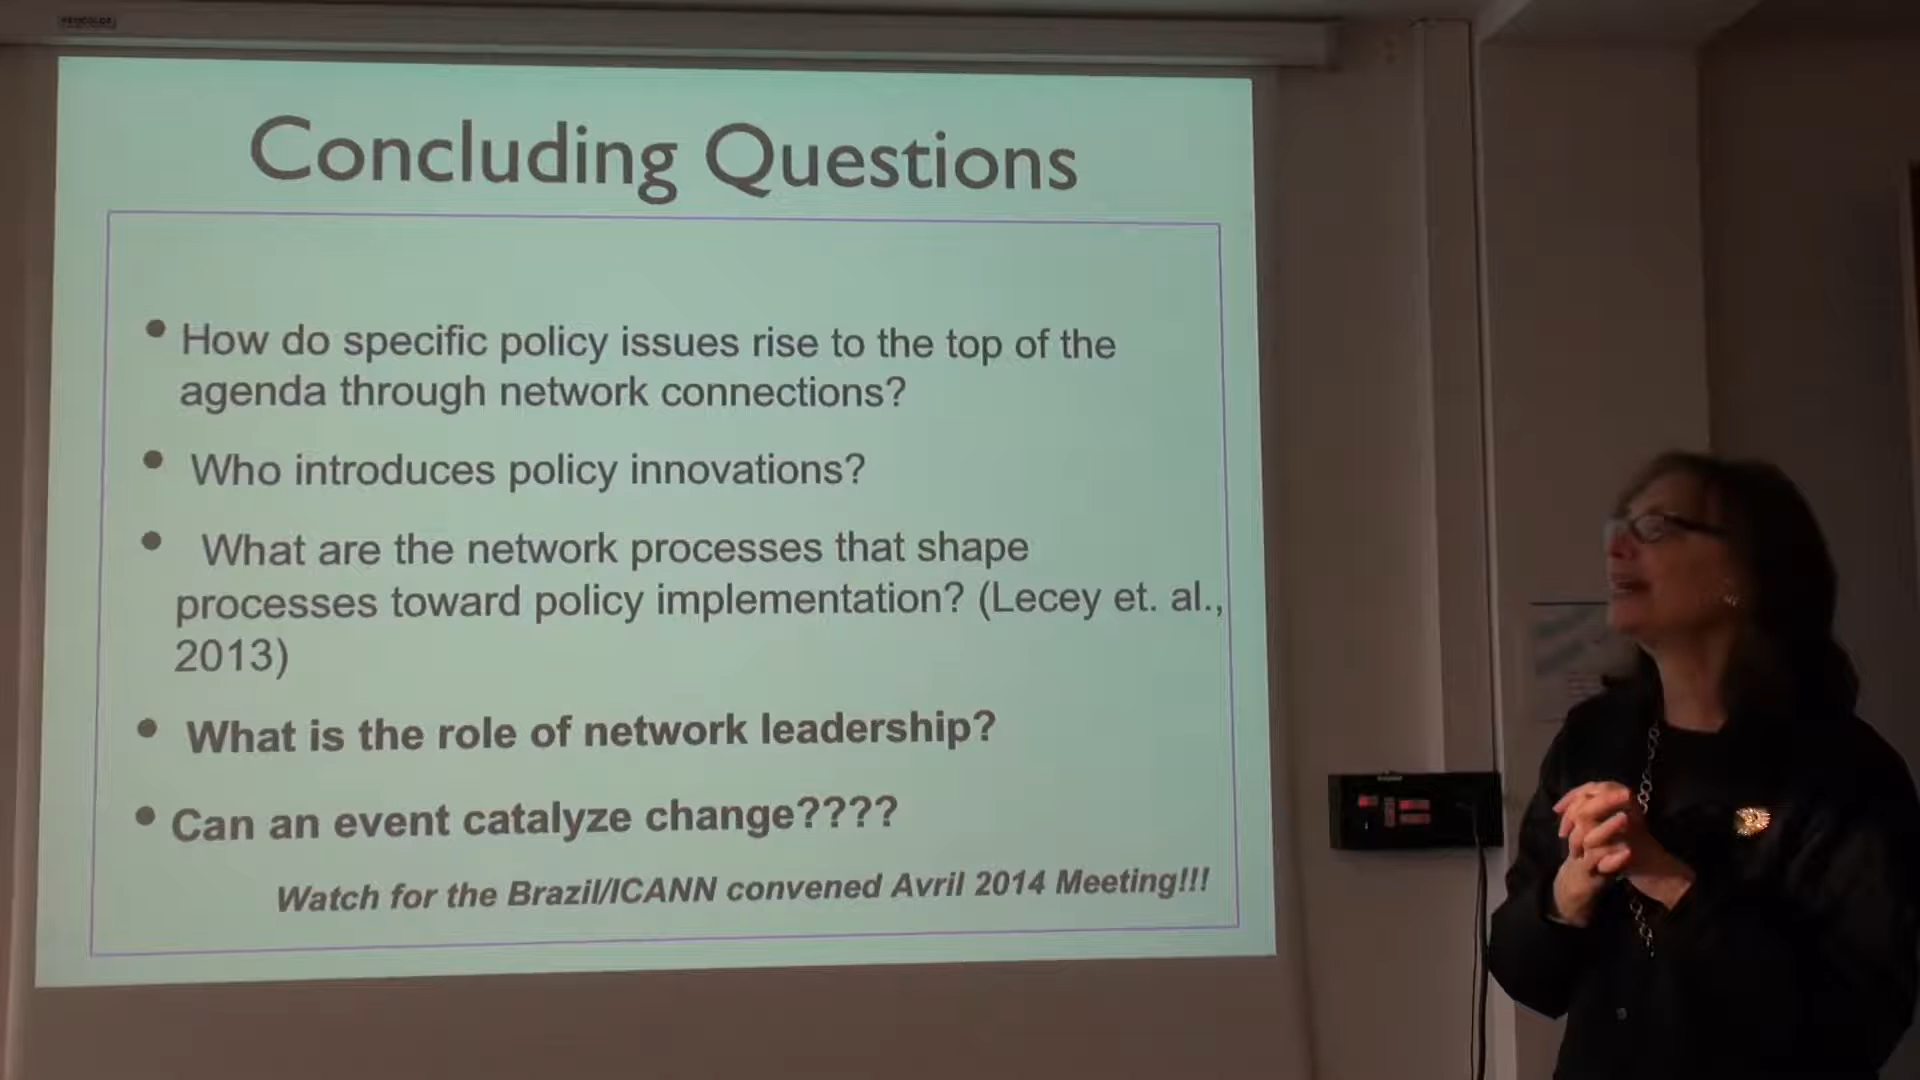 Concluding Questions
• How do specific policy issues rise to the top of the
agenda through network connections?
• Who introduces policy innovations?
• What are the network processes that shape
processes toward policy implementation? (Lecey et. al.,
2013)
• What is the role of network leadership?
• Can an event catalyze change????
Watch for the Brazil/ICANN convened Avril 2014 Meeting!!!